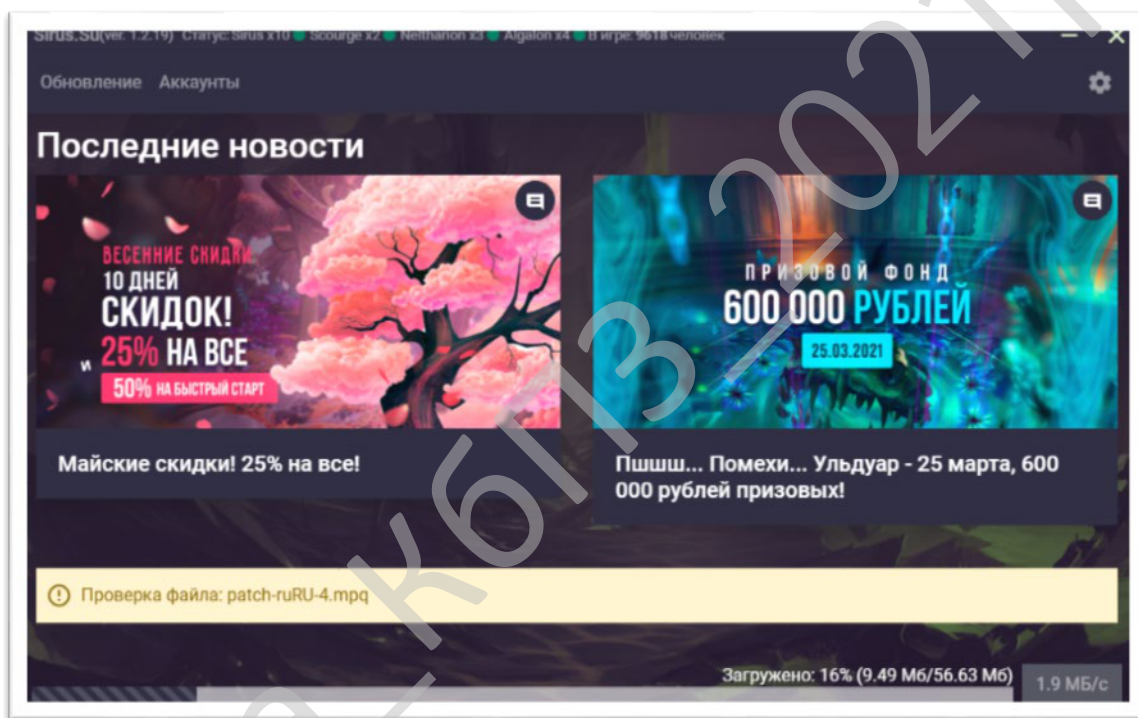 Sirus.Su(ver. 1.2.19) Статус: Sirus x10 Scourge x2 Neltharion x3 Algalon x4 В игре: 9618 человек
Обновление Аккаунты
Последние новости
ВЕСЕННИЕ СКИДКИ
10 ДНЕЙ
СКИДОК!
и 25% НА ВСЕ
50% НА БЫСТРЫЙ СТАРТ
ПРИЗОВОЙ ФОНД
600 000 РУБЛЕЙ
25.03.2021
Майские скидки! 25% на все!
Пшшш... Помехи... Ульдуар - 25 марта, 600
000 рублей призовых!
Проверка файла: patch-ruRU-4.mpq
Загружено: 16% (9.49 Мб/56.63 Мб)
1.9 МБ/с